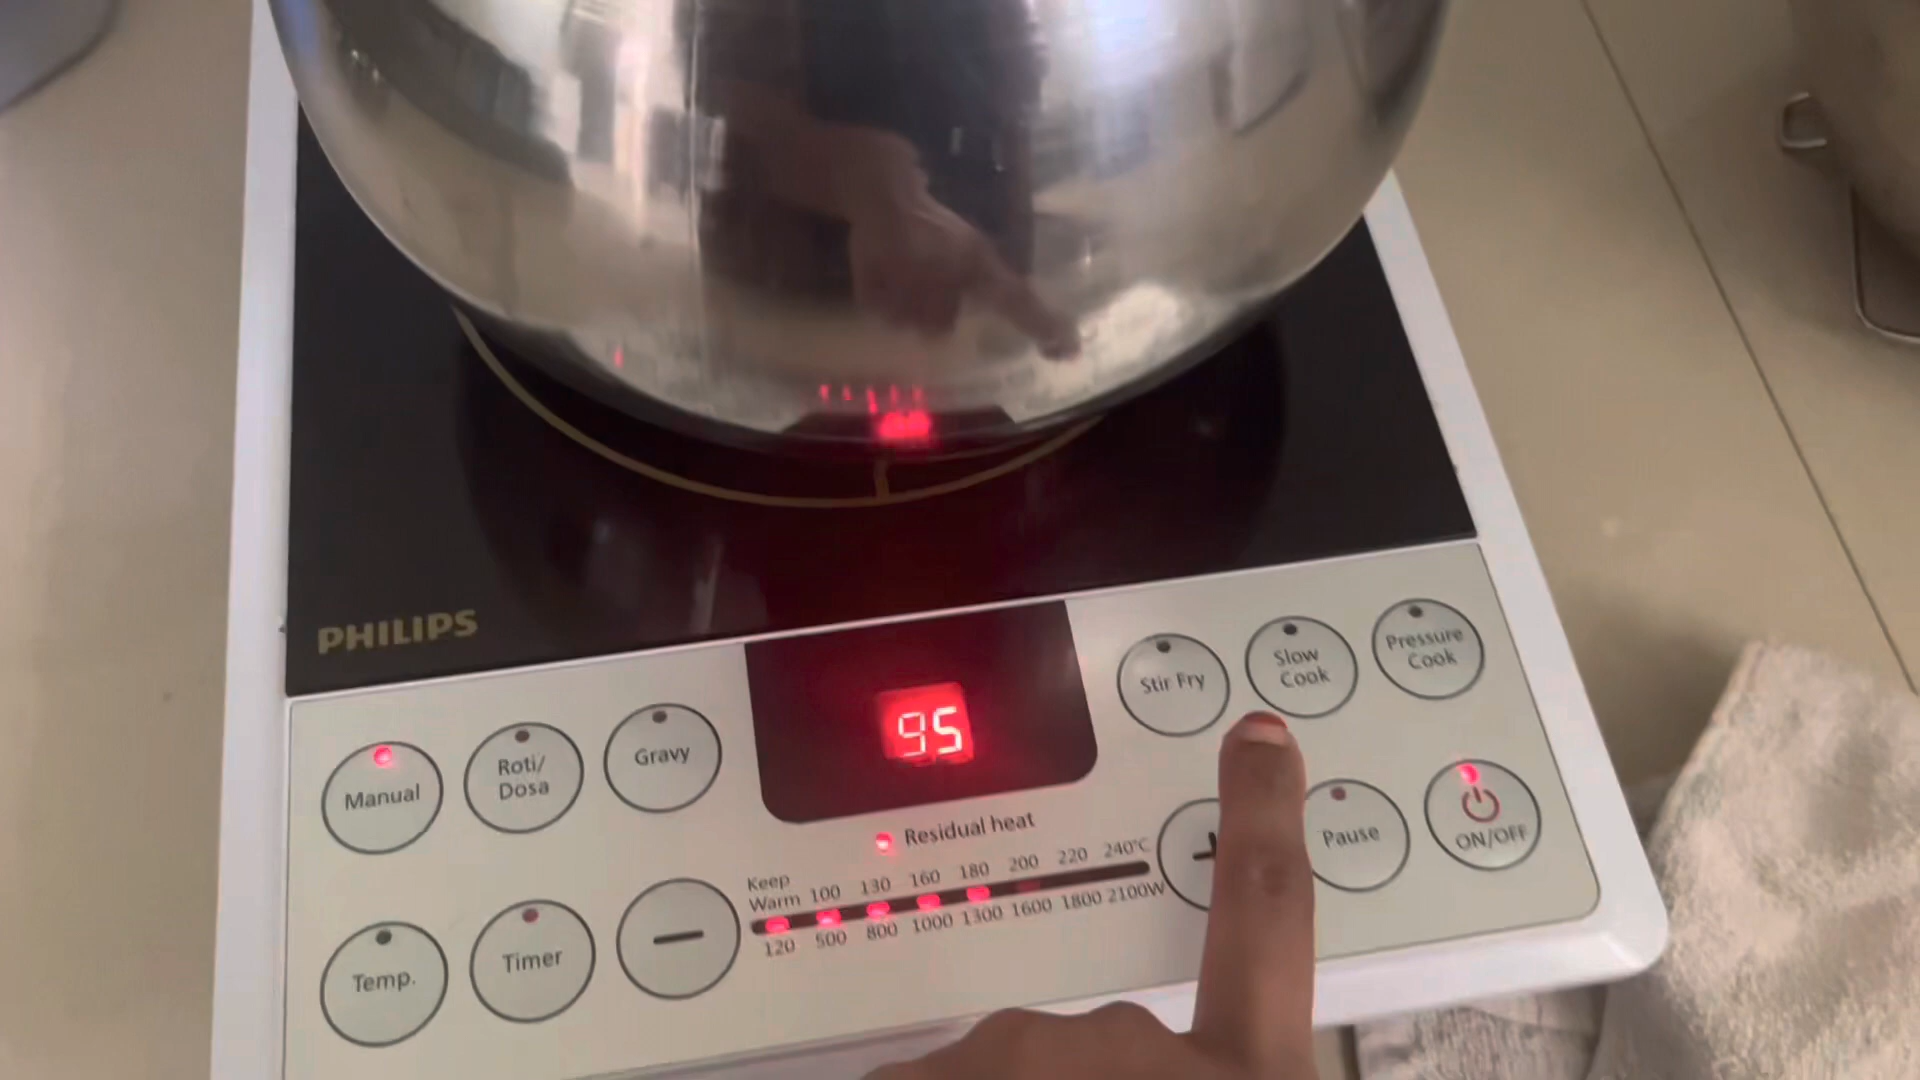 PHILIPS
Manual
Roti/
Dosa
Gravy
95
Stir Fry
Slow
Cook
Pressure
Cook
Residual heat
Keep
Warm 100 130 160 180 200 220 240°C
120 500 800 1000 1300 1600 1800 2100W
Temp.
Timer
−
+
Pause
ON/OFF